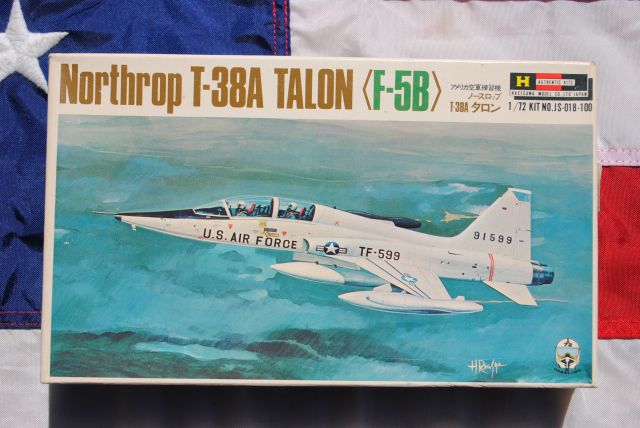 Northrop T-38A TALON 〈F-5B〉
アメリカ空軍練習機
ノースロップ
T-38A タロン
H
AUTHENTIC KITS
HASEGAWA MODEL CO.LTD JAPAN
1/72 KIT NO.JS-018-100
91599
U.S. AIR FORCE
TF-599